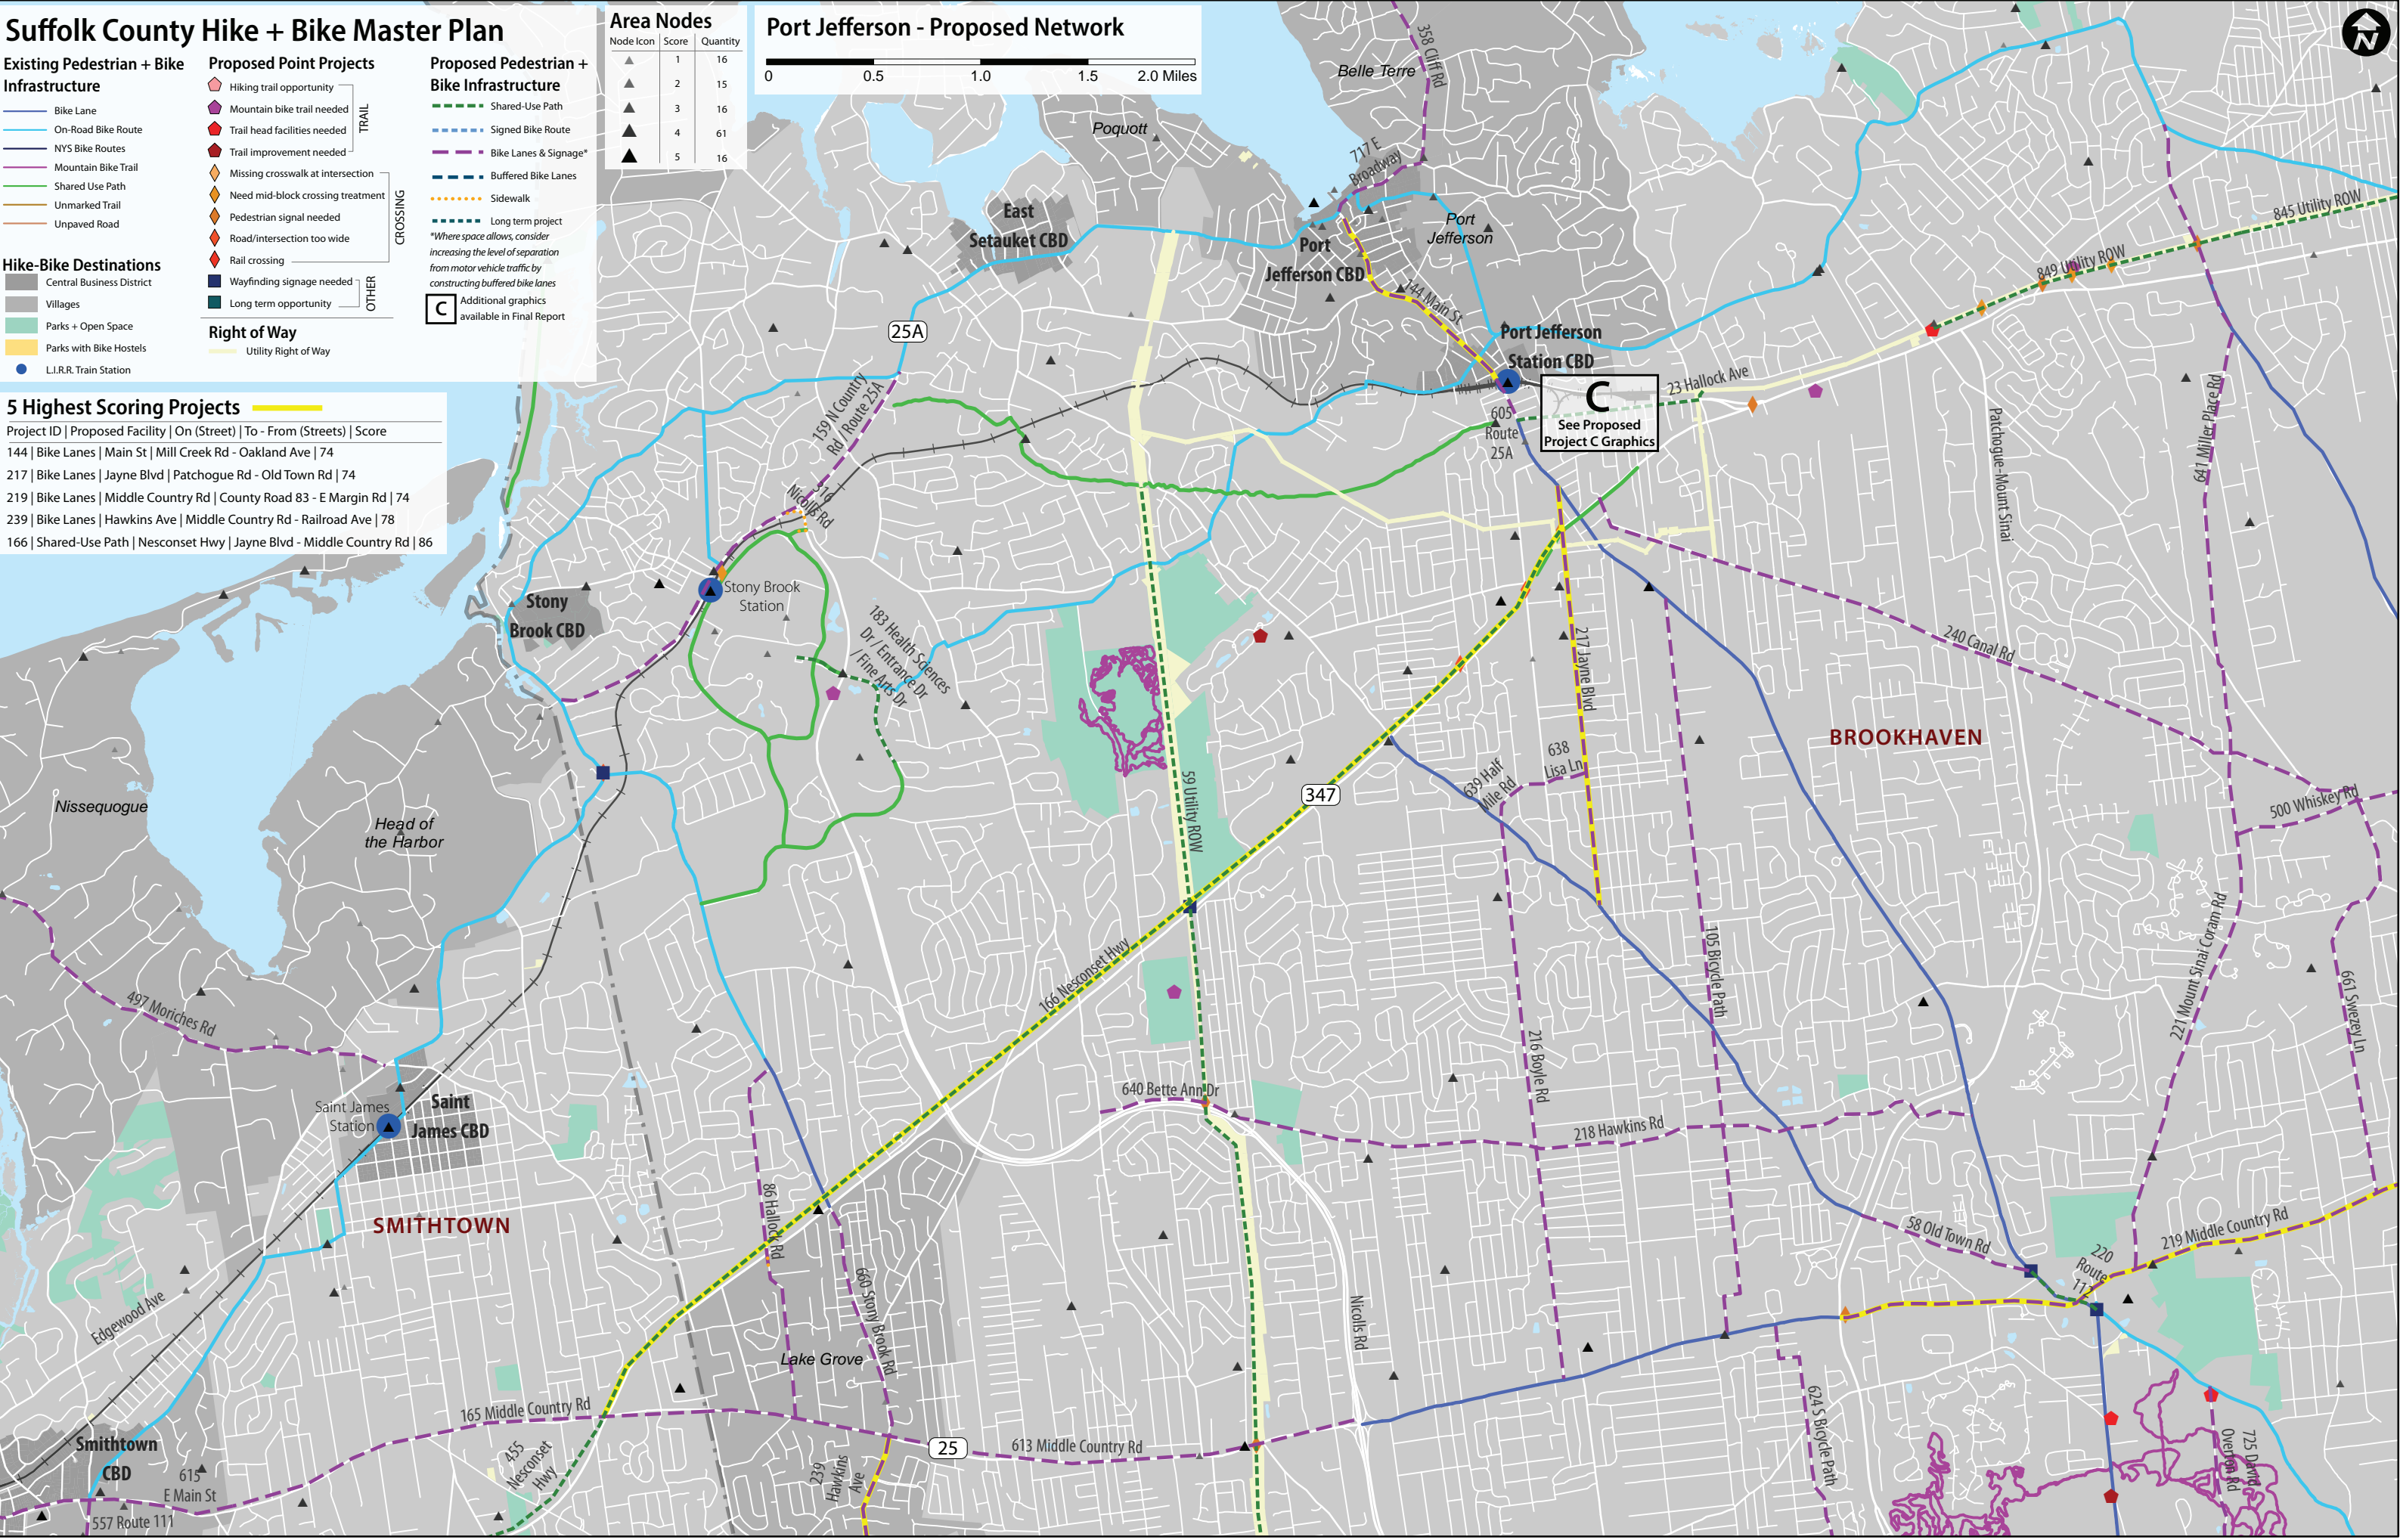 Suffolk County Hike + Bike Master Plan
Existing Pedestrian + Bike
Infrastructure
Bike Lane
On-Road Bike Route
NYS Bike Routes
Mountain Bike Trail
Shared Use Path
Unmarked Trail
Unpaved Road
Hike-Bike Destinations
Central Business District
Villages
Parks + Open Space
Parks with Bike Hostels
L.I.R.R. Train Station
Proposed Point Projects
Hiking trail opportunity
Mountain bike trail needed
Trail head facilities needed
Trail improvement needed
TRAIL
Missing crosswalk at intersection
Need mid-block crossing treatment
Pedestrian signal needed
Road/intersection too wide
Rail crossing
CROSSING
Wayfinding signage needed
Long term opportunity
OTHER
Right of Way
Utility Right of Way
Proposed Pedestrian +
Bike Infrastructure
Shared-Use Path
Signed Bike Route
Bike Lanes & Signage*
Buffered Bike Lanes
Sidewalk
Long term project
*Where space allows, consider
increasing the level of separation
from motor vehicle traffic by
constructing buffered bike lanes
C
Additional graphics
available in Final Report
Area Nodes
Node Icon Score Quantity
1 16
2 15
3 16
4 61
5 16
Port Jefferson - Proposed Network
0 0.5 1.0 1.5 2.0 Miles
N
5 Highest Scoring Projects
Project ID | Proposed Facility | On (Street) | To - From (Streets) | Score
144 | Bike Lanes | Main St | Mill Creek Rd - Oakland Ave | 74
217 | Bike Lanes | Jayne Blvd | Patchogue Rd - Old Town Rd | 74
219 | Bike Lanes | Middle Country Rd | County Road 83 - E Margin Rd | 74
239 | Bike Lanes | Hawkins Ave | Middle Country Rd - Railroad Ave | 78
166 | Shared-Use Path | Nesconset Hwy | Jayne Blvd - Middle Country Rd | 86
Belle Terre
358 Cliff Rd
Poquott
717 E
Broadway
East
Setauket CBD
Port
Jefferson CBD
Port
Jefferson
845 Utility ROW
849 Utility ROW
144 Main St
25A
Port Jefferson
Station CBD
C
See Proposed
Project C Graphics
23 Hallock Ave
605
Route
25A
159 N Country
Rd / Route 25A
316
Nicolls Rd
Patchogue-Mount Sinai
641 Miller Place Rd
Stony Brook
Station
Stony
Brook CBD
183 Health Sciences
Dr / Entrance Dr
/ Fine Arts Dr
217 Jayne Blvd
240 Canal Rd
BROOKHAVEN
638
Lisa Ln
639 Half
Mile Rd
347
59 Utility ROW
500 Whiskey Rd
Nissequogue
Head of
the Harbor
166 Nesconset Hwy
105 Bicycle Path
221 Mount Sinai Coram Rd
661 Swezey Ln
497 Moriches Rd
216 Boyle Rd
640 Bette Ann Dr
218 Hawkins Rd
Saint James
Station
Saint
James CBD
SMITHTOWN
86 Hallock Rd
660 Stony Brook Rd
58 Old Town Rd
220
Route
112
219 Middle Country Rd
Edgewood Ave
Nicolls Rd
Lake Grove
165 Middle Country Rd
624 S Bicycle Path
455
Nesconset
Hwy
25
613 Middle Country Rd
239
Hawkins
Ave
725 David
Overton Rd
Smithtown
CBD
615
E Main St
557 Route 111